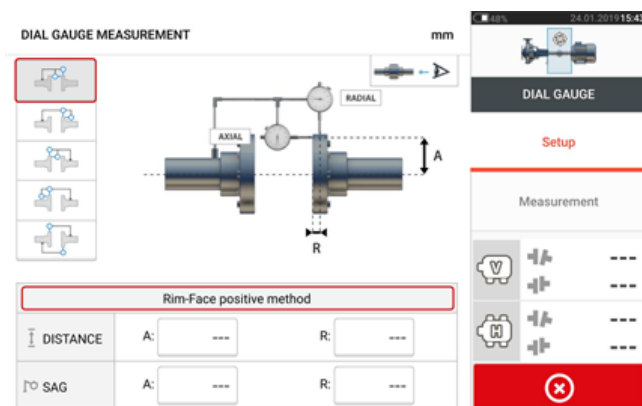 DIAL GAUGE MEASUREMENT
mm
RADIAL
AXIAL
A
R
Rim-Face positive method
DISTANCE A: --- R: ---
SAG A: --- R: ---
48% 24.01.2019 15:43
DIAL GAUGE
Setup
Measurement
V ---
---
H ---
---